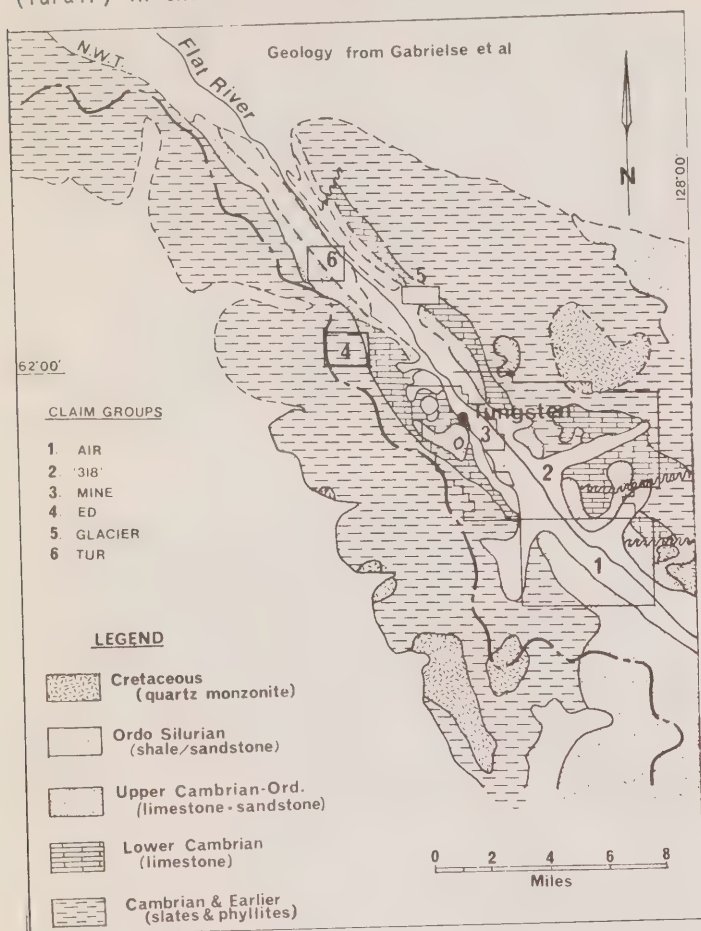 Geology from Gabrielse et al
N.W.T.
Flat River
N
128°00'
62°00'
6
5
4
Tungsten
3
2
1
CLAIM GROUPS
1. AIR
2 '318'
3. MINE
4 ED
5. GLACIER
6 TUR
LEGEND
Cretaceous
(quartz monzonite)
Ordo Silurian
(shale/sandstone)
Upper Cambrian-Ord.
(limestone - sandstone)
Lower Cambrian
(limestone)
Cambrian & Earlier
(slates & phyllites)
0 2 4 6 8
Miles